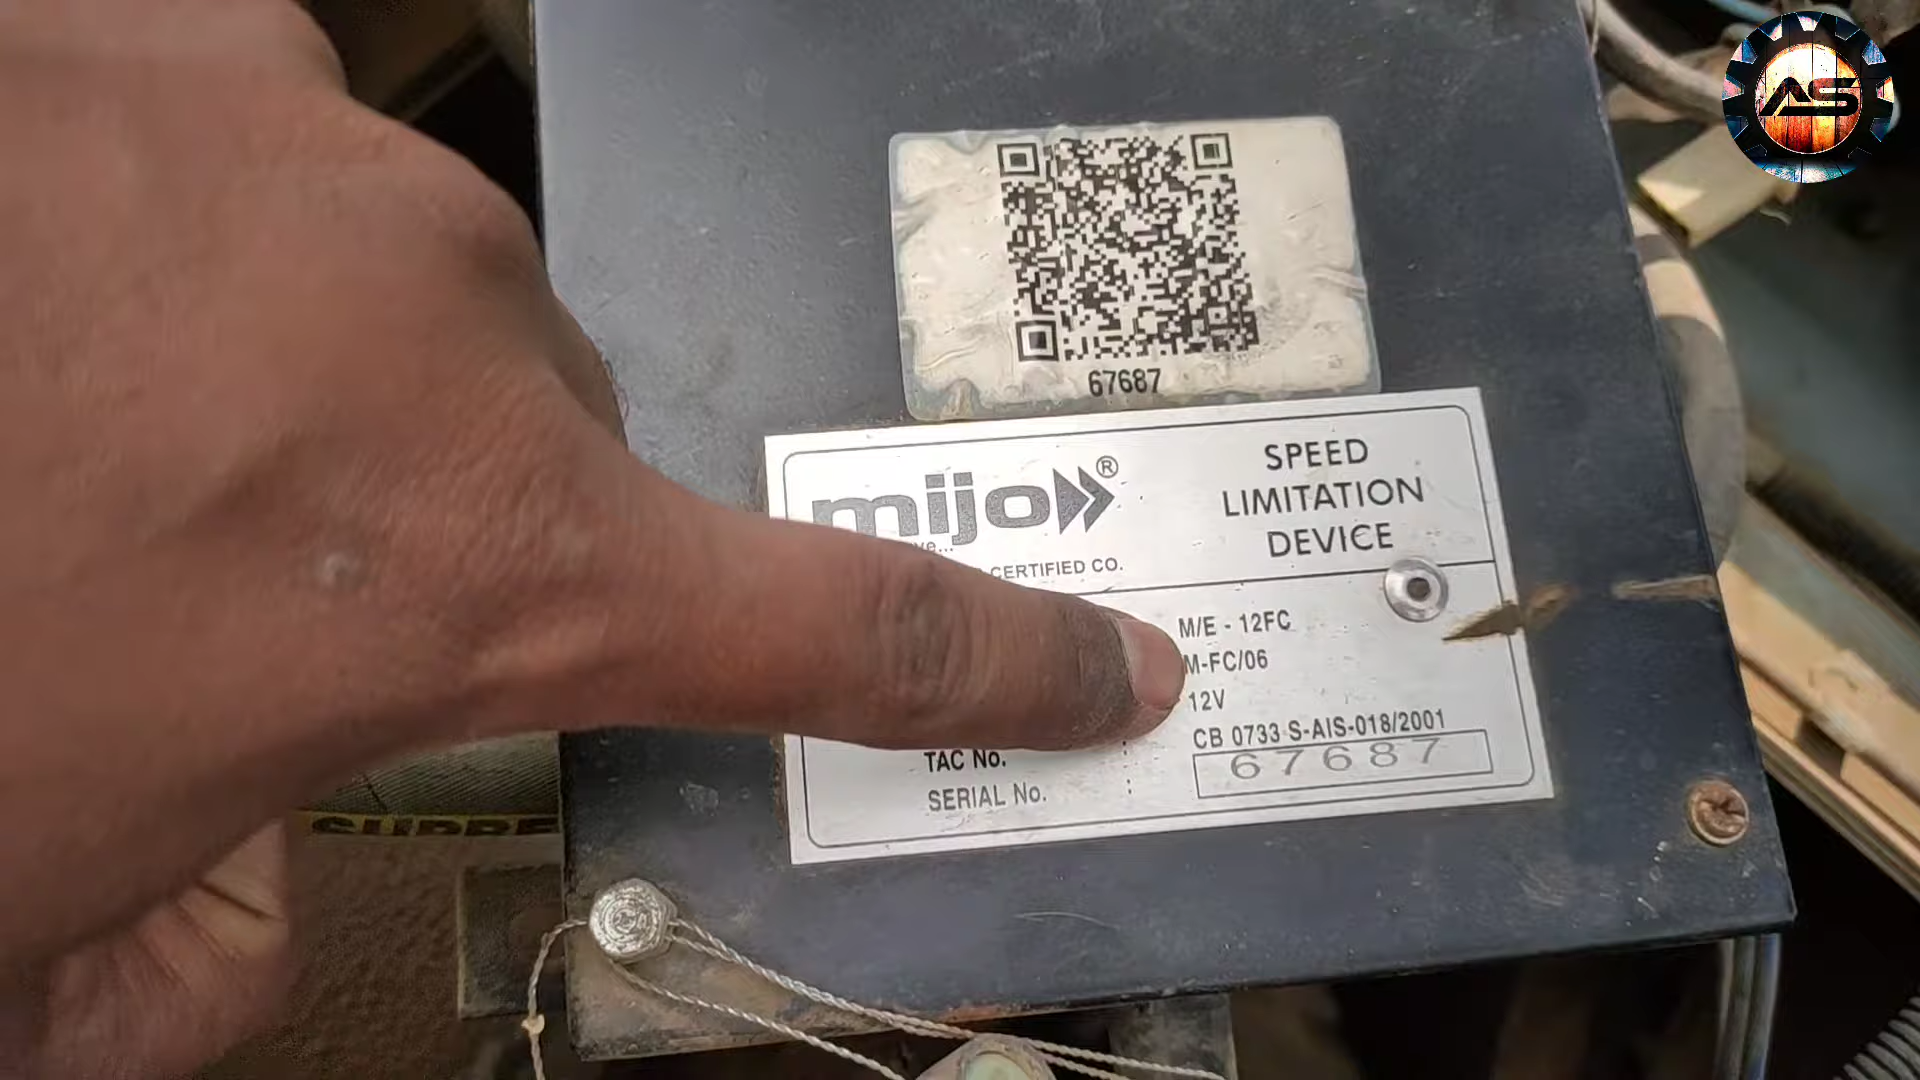 AS
67687
mijo®
SPEED
LIMITATION
DEVICE
CERTIFIED CO.
M/E - 12FC
M-FC/06
12V
TAC No.
CB 0733 S-AIS-018/2001
SERIAL No. :
67687